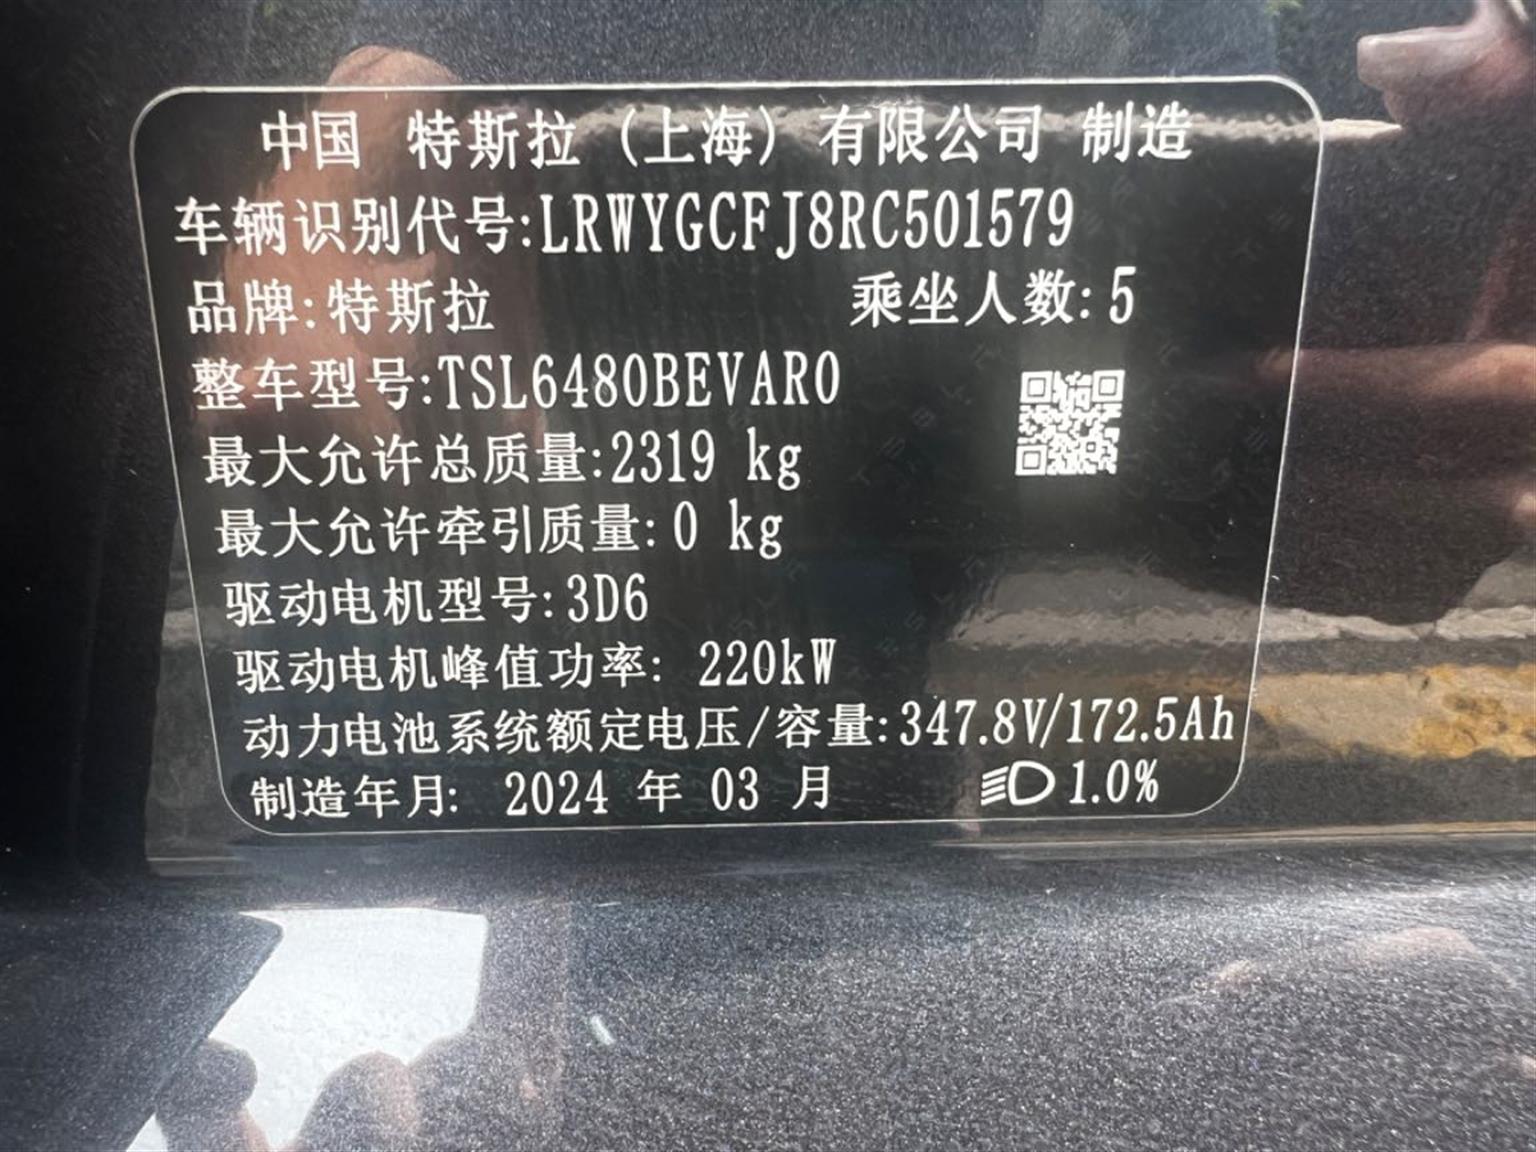 中国 特斯拉（上海）有限公司 制造
车辆识别代号:LRWYGCFJ8RC501579
品牌:特斯拉 乘坐人数:5
整车型号:TSL6480BEVAR0
最大允许总质量:2319 kg
最大允许牵引质量:0 kg
驱动电机型号:3D6
驱动电机峰值功率: 220kW
动力电池系统额定电压/容量:347.8V/172.5Ah
制造年月: 2024 年 03 月 1.0%